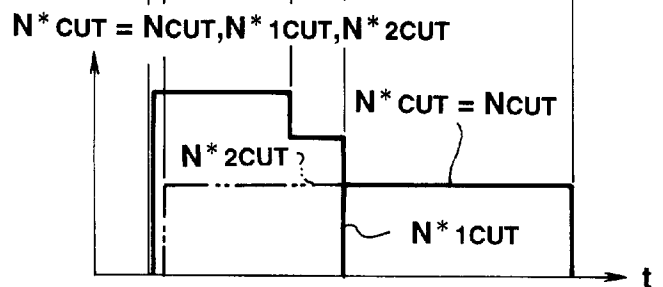 N*CUT = NCUT,N*1CUT,N*2CUT
N*CUT = NCUT
N*2CUT
N*1CUT
t